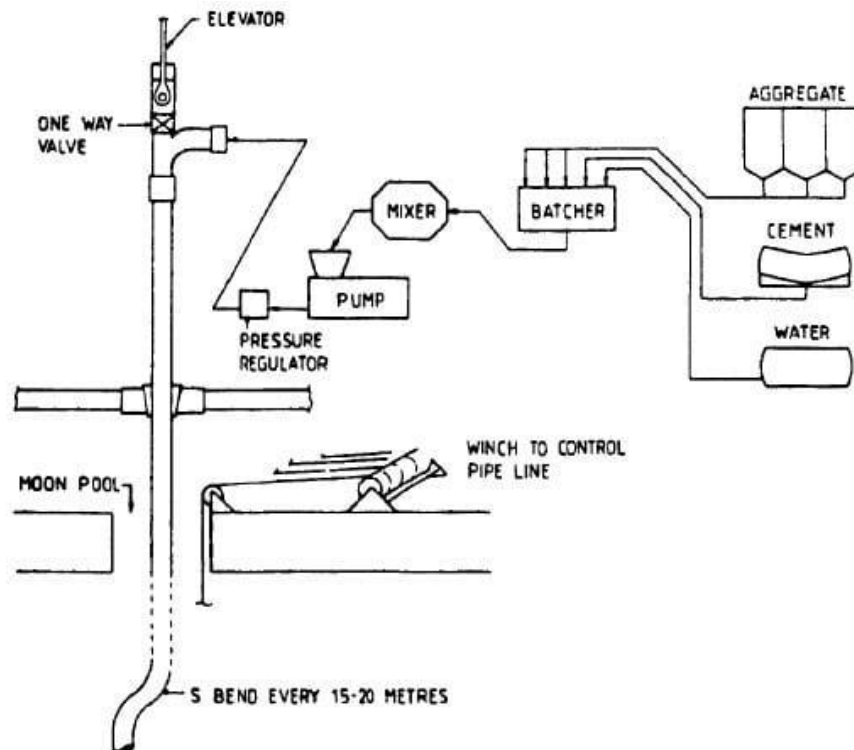 ELEVATOR
ONE WAY
VALVE
AGGREGATE
MIXER
BATCHER
CEMENT
PUMP
PRESSURE
REGULATOR
WATER
WINCH TO CONTROL
PIPE LINE
MOON POOL
S BEND EVERY 15-20 METRES